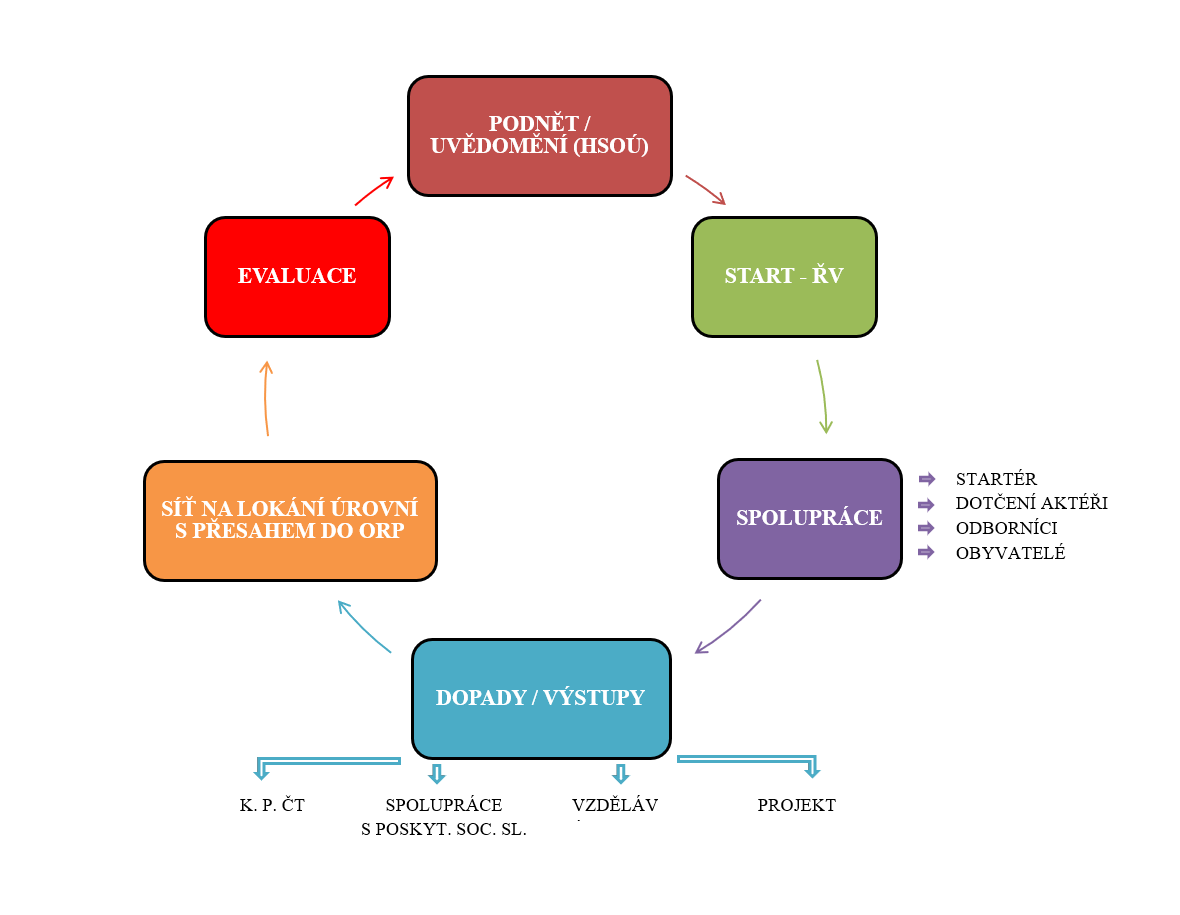 PODNĚT /
UVĚDOMĚNÍ (HSOÚ)
EVALUACE
START - ŘV
SÍŤ NA LOKÁNÍ ÚROVNÍ
S PŘESAHEM DO ORP
SPOLUPRÁCE
STARTÉR
DOTČENÍ AKTÉŘI
ODBORNÍCI
OBYVATELÉ
DOPADY / VÝSTUPY
K. P. ČT
SPOLUPRÁCE
S POSKYT. SOC. SL.
VZDĚLÁV
PROJEKT